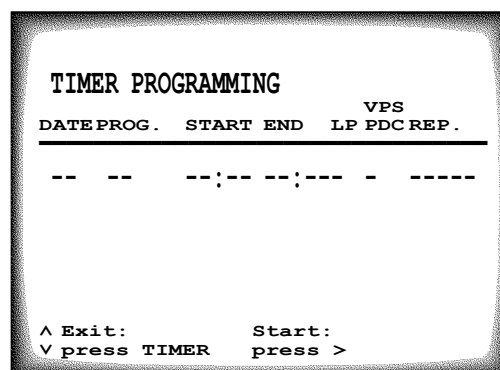 TIMER PROGRAMMING
VPS
DATE PROG. START END LP PDC REP.
-- -- --:-- --:--- - -----
^ Exit: Start:
v press TIMER press >